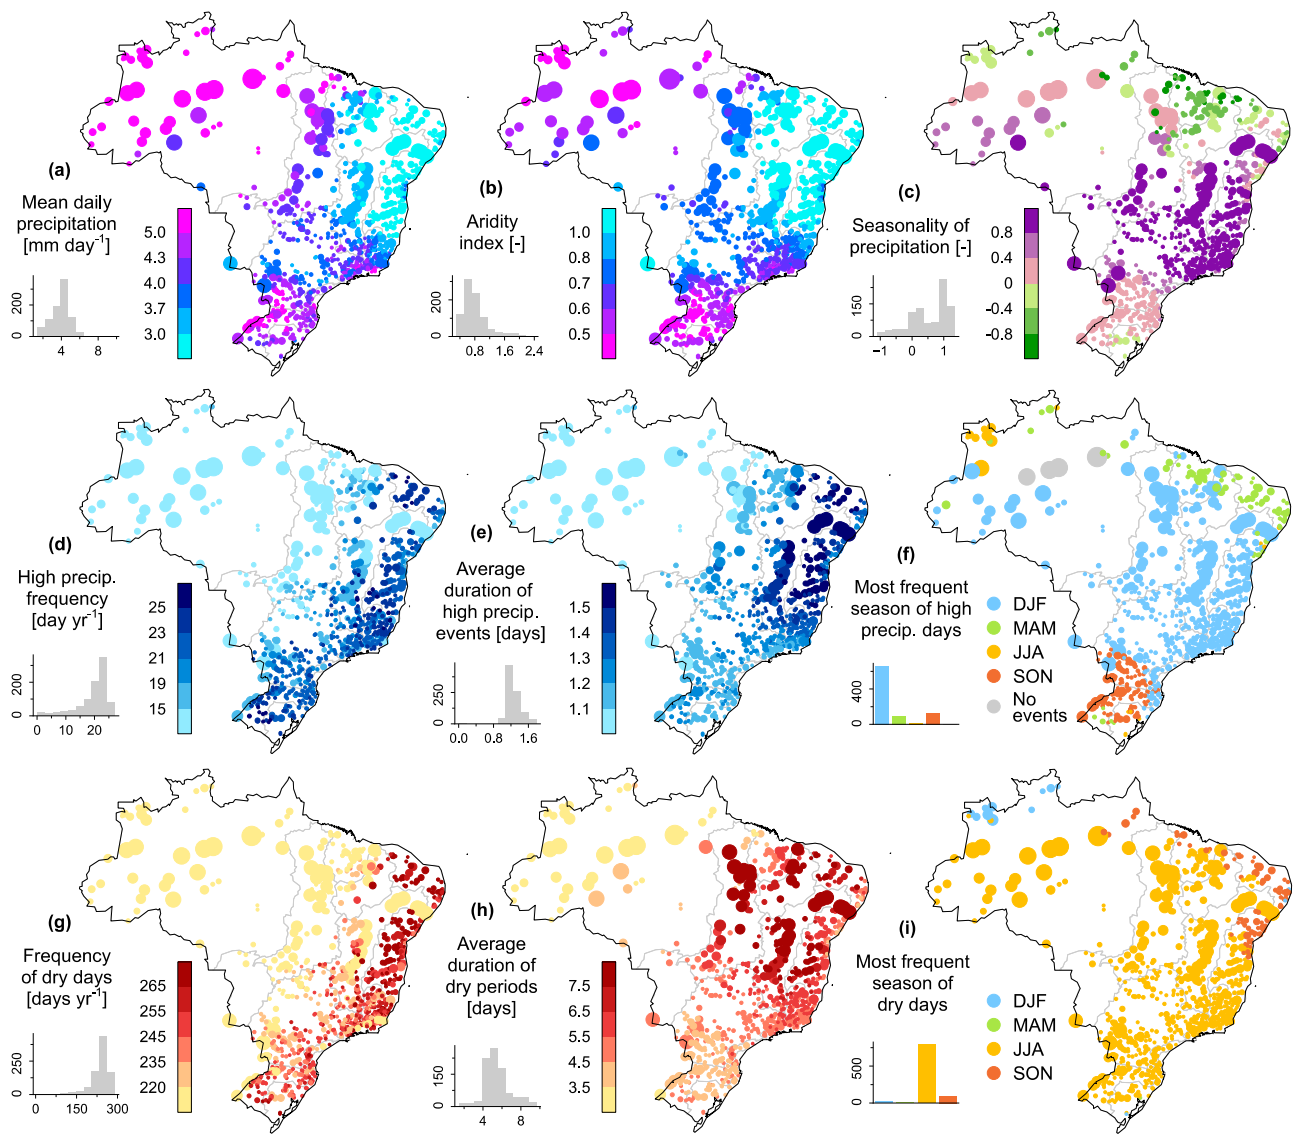 (a)
Mean daily
precipitation
[mm day-1]
5.0
4.3
4.0
3.7
3.0
200
0
4
8
(b)
Aridity
index [-]
1.0
0.8
0.7
0.6
0.5
200
0
0.8
1.6
2.4
(c)
Seasonality of
precipitation [-]
0.8
0.4
0
−0.4
−0.8
150
0
−1
0
1
(d)
High precip.
frequency
[day yr-1]
25
23
21
19
15
200
0
0
10
20
(e)
Average
duration of
high precip.
events [days]
1.5
1.4
1.3
1.2
1.1
250
0
0.0
0.8
1.6
(f)
Most frequent
season of high
precip. days
DJF
MAM
JJA
SON
No
events
400
0
(g)
Frequency
of dry days
[days yr-1]
265
255
245
235
220
250
0
0
150
300
(h)
Average
duration of
dry periods
[days]
7.5
6.5
5.5
4.5
3.5
150
0
4
8
(i)
Most frequent
season of
dry days
DJF
MAM
JJA
SON
500
0